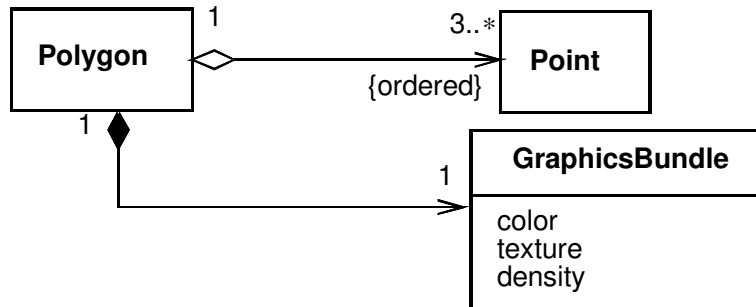 1
3..*
Polygon
Point
{ordered}
1
GraphicsBundle
1
color
texture
density